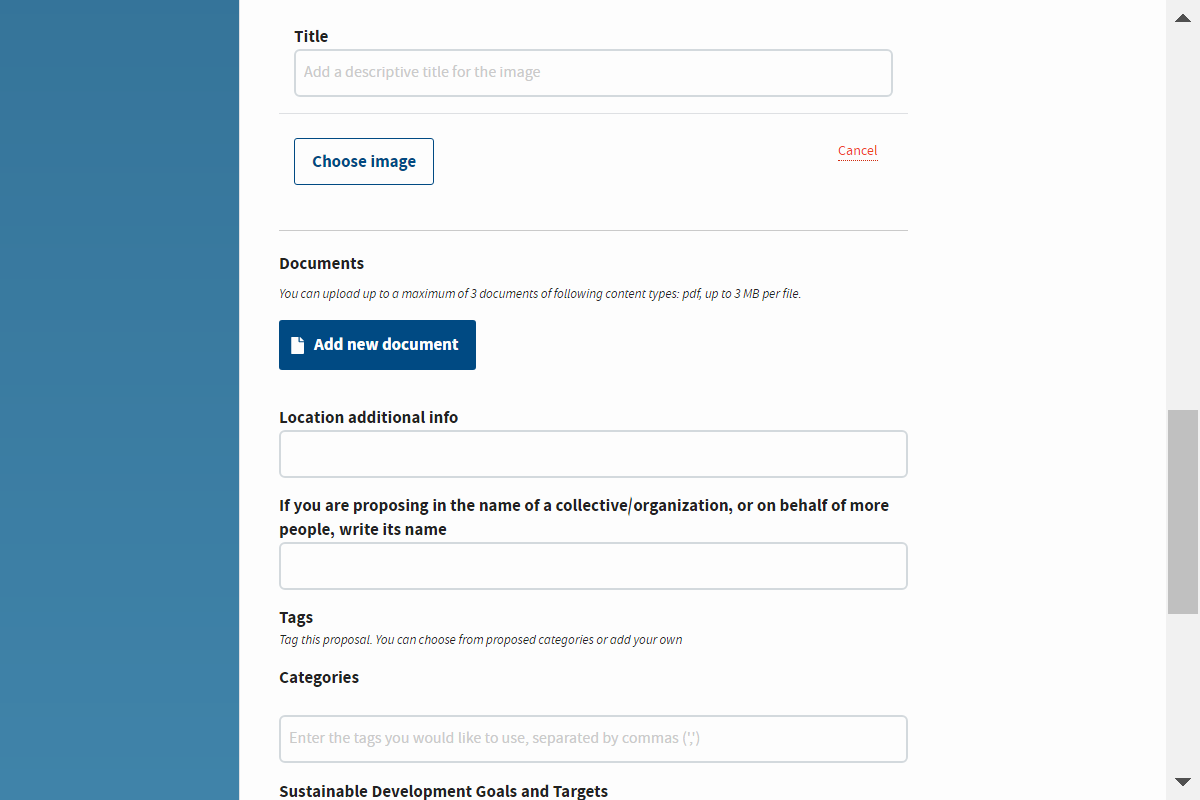 Title
Add a descriptive title for the image
Choose image
Cancel
Documents
You can upload up to a maximum of 3 documents of following content types: pdf, up to 3 MB per file.
Add new document
Location additional info
If you are proposing in the name of a collective/organization, or on behalf of more
people, write its name
Tags
Tag this proposal. You can choose from proposed categories or add your own
Categories
Enter the tags you would like to use, separated by commas (',')
Sustainable Development Goals and Targets